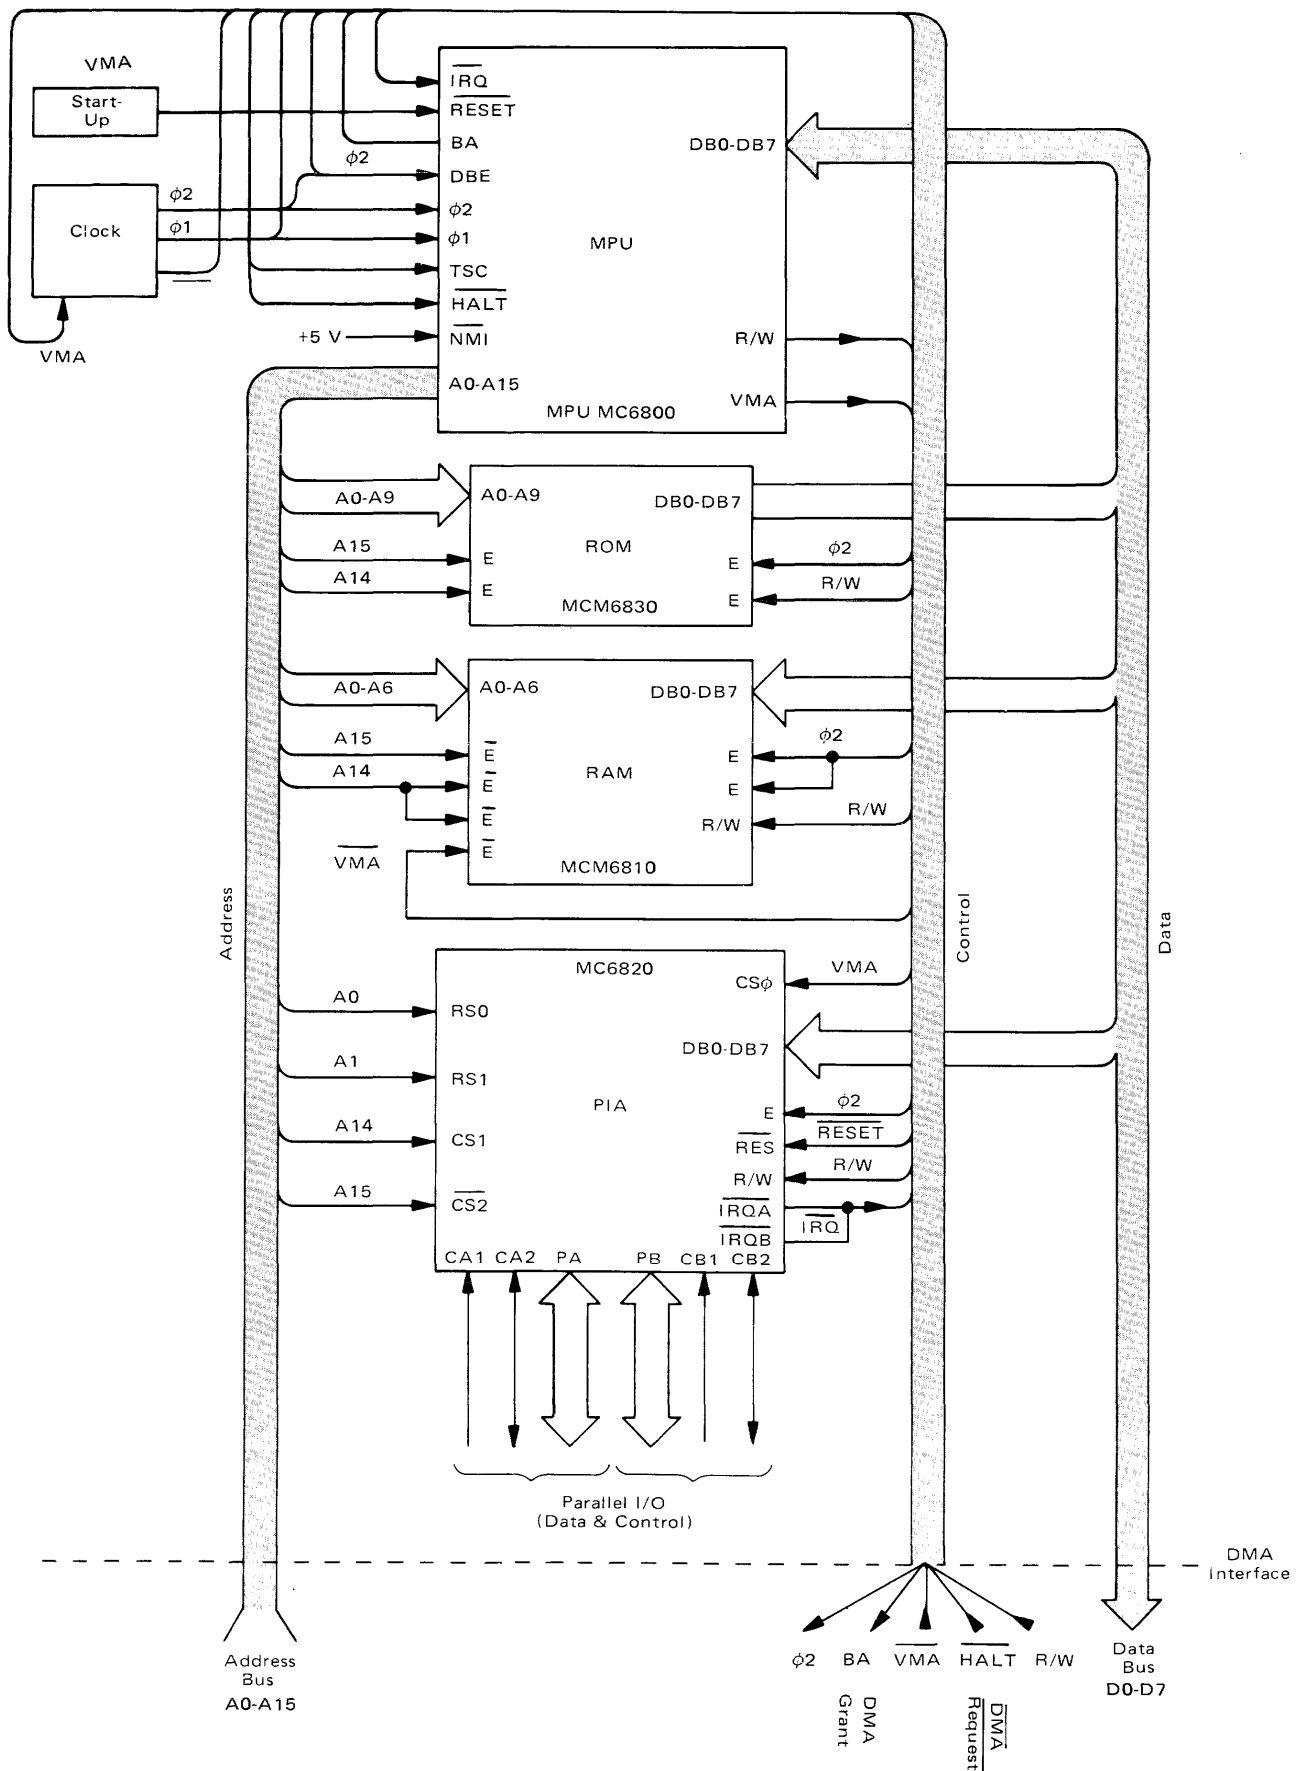 VMA
Start-
Up
IRQ
RESET
BA
ϕ2
DBE
ϕ2
ϕ2
Clock
ϕ1
ϕ1
TSC
HALT
+5 V
NMI
VMA
A0-A15
DB0-DB7
MPU
R/W
VMA
MPU MC6800
A0-A9
A0-A9
DB0-DB7
ROM
A15
E
A14
E
E
ϕ2
E
R/W
MCM6830
A0-A6
A0-A6
DB0-DB7
RAM
A15
E
A14
E
E
VMA
E
E
ϕ2
E
R/W
R/W
MCM6810
Address
Control
Data
MC6820
CSϕ
VMA
A0
RS0
DB0-DB7
A1
RS1
PIA
E
ϕ2
RESET
A14
CS1
RES
R/W
R/W
A15
CS2
IRQA
IRQ
IRQB
CA1 CA2 PA PB CB1 CB2
Parallel I/O
(Data & Control)
DMA
Interface
Address
Bus
A0-A15
ϕ2 BA VMA HALT R/W
DMA
Grant
DMA
Request
Data
Bus
D0-D7